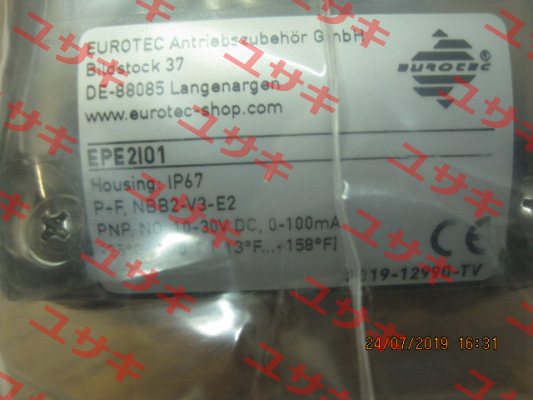 EUROTEC Antriebszubehör GmbH
Bildstock 37
DE-88085 Langenargen
www.eurotec-shop.com
EUROTEC
®
EPE2I01
Housing: IP67
P+F, NBB2-V3-E2
PNP, NO, 10-30V DC, 0-100mA
13°F...+158°F]
CE
019-12990-TV
24/07/2019 16:31
ユサキ